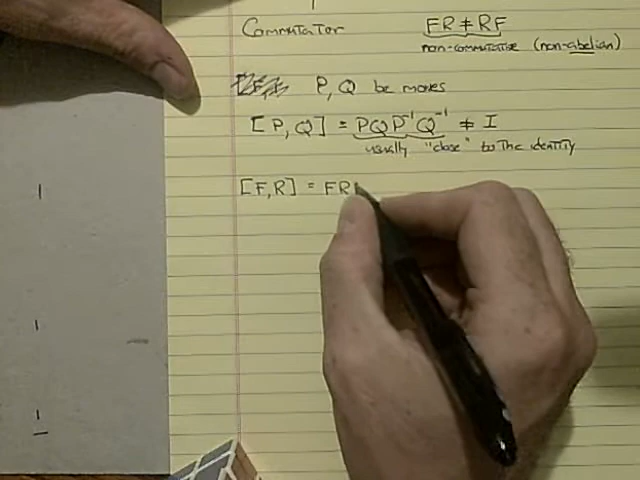 Commutator FR ≠ RF
non-commutative (non-abelian)
P, Q be moves
[P, Q] = PQP⁻¹Q⁻¹ ≠ I
usually "close" to the identity
[F, R] = FR